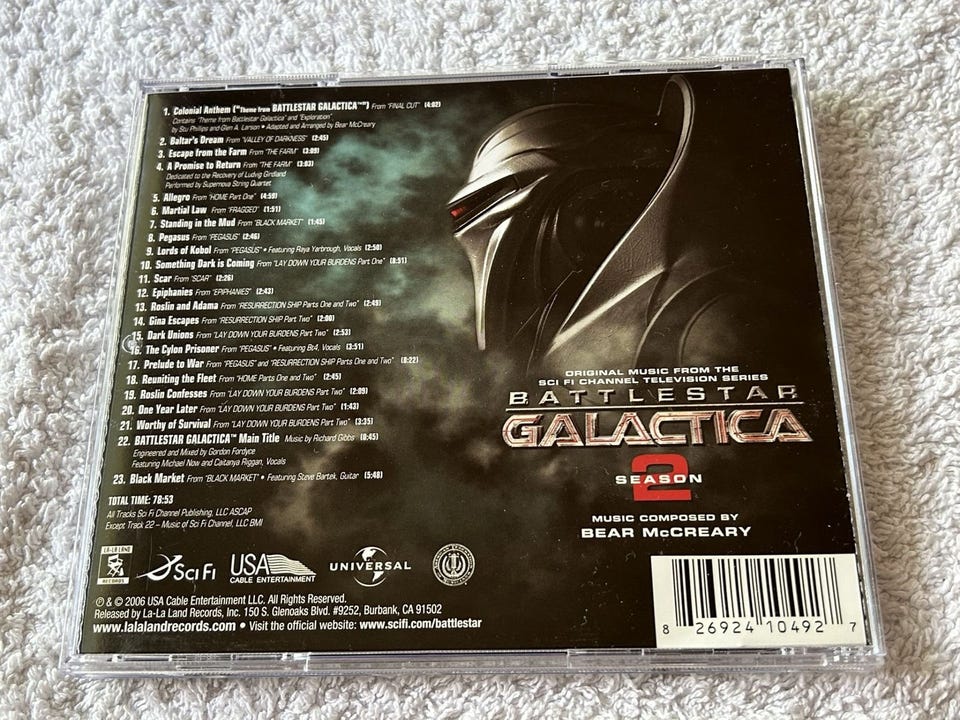 1. Colonial Anthem ("Theme from BATTLESTAR GALACTICA™") From "FINAL CUT" (4:02)
Contains "Theme from Battlestar Galactica" and "Exploration",
by Stu Phillips and Glen A. Larson • Adapted and Arranged by Bear McCreary
2. Baltar's Dream From "VALLEY OF DARKNESS" (2:45)
3. Escape from the Farm From "THE FARM" (3:09)
4. A Promise to Return From "THE FARM" (3:03)
Dedicated to the Recovery of Ludvig Girdland
Performed by Supernova String Quartet
5. Allegro From "HOME Part One" (4:59)
6. Martial Law From "FRAGGED" (1:51)
7. Standing in the Mud From "BLACK MARKET" (1:45)
8. Pegasus From "PEGASUS" (2:46)
9. Lords of Kobol From "PEGASUS" • Featuring Raya Yarbrough, Vocals (2:50)
10. Something Dark is Coming From "LAY DOWN YOUR BURDENS Part One" (8:51)
11. Scar From "SCAR" (2:26)
12. Epiphanies From "EPIPHANIES" (2:43)
13. Roslin and Adama From "RESURRECTION SHIP Parts One and Two" (2:49)
14. Gina Escapes From "RESURRECTION SHIP Part Two" (2:00)
15. Dark Unions From "LAY DOWN YOUR BURDENS Part Two" (2:53)
16. The Cylon Prisoner From "PEGASUS" • Featuring Bt4, Vocals (3:51)
17. Prelude to War From "PEGASUS" and "RESURRECTION SHIP Parts One and Two" (8:22)
18. Reuniting the Fleet From "HOME Parts One and Two" (2:45)
19. Roslin Confesses From "LAY DOWN YOUR BURDENS Part Two" (2:09)
20. One Year Later From "LAY DOWN YOUR BURDENS Part Two" (1:43)
21. Worthy of Survival From "LAY DOWN YOUR BURDENS Part Two" (3:35)
22. BATTLESTAR GALACTICA™ Main Title Music by Richard Gibbs (0:45)
Engineered and Mixed by Gordon Fordyce
Featuring Michael Now and Caitanya Riggan, Vocals
23. Black Market From "BLACK MARKET" • Featuring Steve Bartek, Guitar (5:48)
TOTAL TIME: 78:53
All Tracks Sci Fi Channel Publishing, LLC ASCAP
Except Track 22 – Music of Sci Fi Channel, LLC BMI
ORIGINAL MUSIC FROM THE
SCI FI CHANNEL TELEVISION SERIES
BATTLESTAR
GALACTICA
2
SEASON
MUSIC COMPOSED BY
BEAR McCREARY
LA-LA LAND
RECORDS
SCI FI
USA
CABLE ENTERTAINMENT
UNIVERSAL
℗ & © 2006 USA Cable Entertainment LLC. All Rights Reserved.
Released by La-La Land Records, Inc. 150 S. Glenoaks Blvd. #9252, Burbank, CA 91502
www.lalalandrecords.com • Visit the official website: www.scifi.com/battlestar
8 26924 10492 7